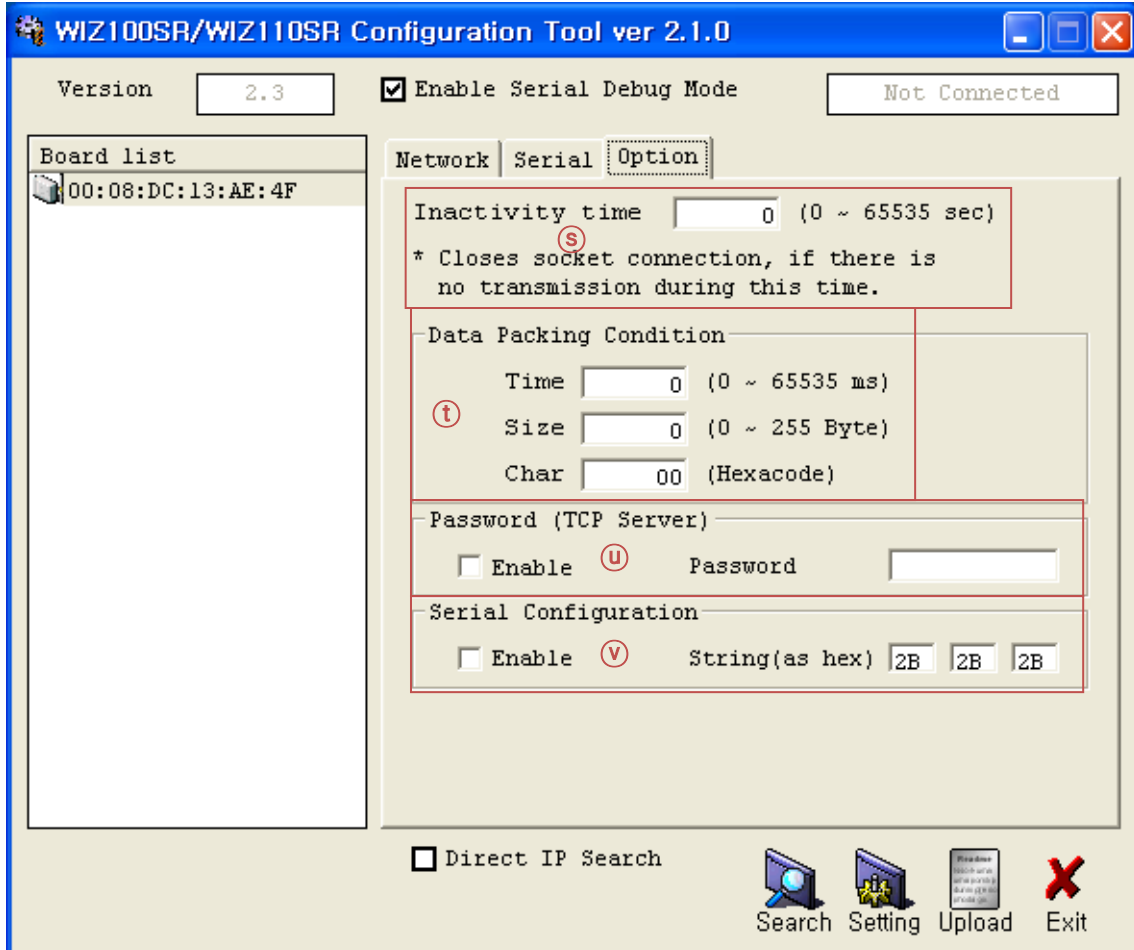 WIZ100SR/WIZ110SR Configuration Tool ver 2.1.0
Version 2.3 Enable Serial Debug Mode Not Connected
Board list
00:08:DC:13:AE:4F
Network Serial Option
Inactivity time 0 (0 ~ 65535 sec)
ⓢ
* Closes socket connection, if there is
no transmission during this time.
Data Packing Condition
Time 0 (0 ~ 65535 ms)
ⓣ
Size 0 (0 ~ 255 Byte)
Char 00 (Hexacode)
Password (TCP Server)
Enable ⓤ Password
Serial Configuration
Enable ⓥ String(as hex) 2B 2B 2B
Direct IP Search
Readme
Search Setting Upload Exit